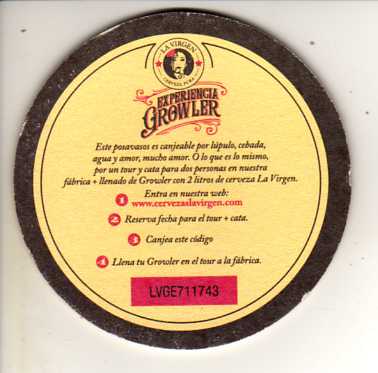 LA VIRGEN
CERVEZA PURA
EXPERIENCIA
GROWLER
Este posavasos es canjeable por lúpulo, cebada,
agua y amor, mucho amor. O lo que es lo mismo,
por un tour y cata para dos personas en nuestra
fábrica + llenado de Growler con 2 litros de cerveza La Virgen.
Entra en nuestra web:
1 www.cervezaslavirgen.com
2 Reserva fecha para el tour + cata.
3 Canjea este código
4 Llena tu Growler en el tour a la fábrica.
LVGE711743